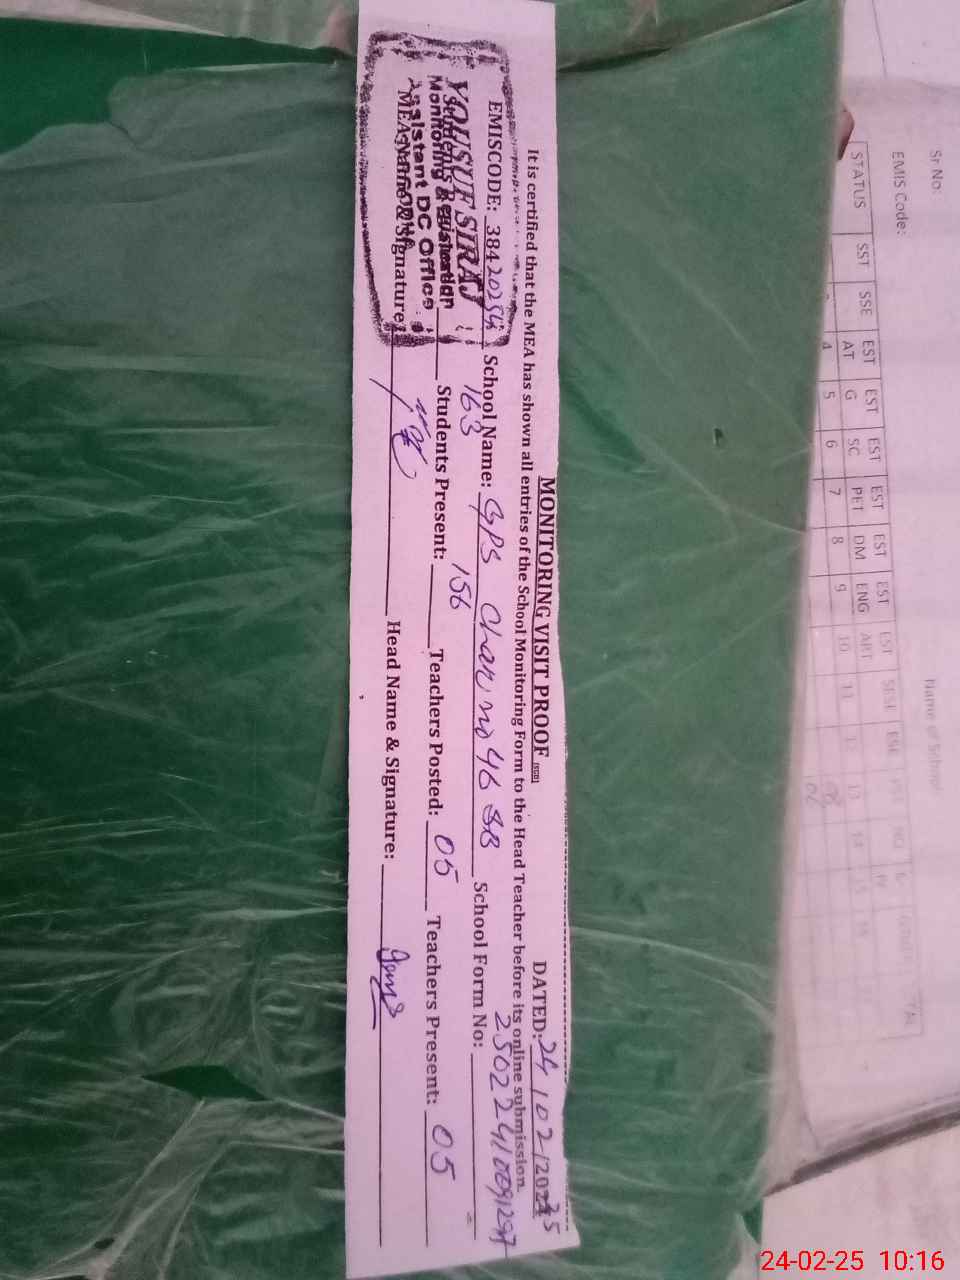 MONITORING VISIT PROOF [SGD]
DATED: 24/02/2025
It is certified that the MEA has shown all entries of the School Monitoring Form to the Head Teacher before its online submission.
EMISCODE: School Name: GPS Chak no 46 SB School Form No:
163 Students Present: 156 Teachers Posted: 05 Teachers Present: 05
MEA Name & Signature: Head Name & Signature:
YOUSUF SIRAJ
Monitoring &
Assistant DC Office
Sr No:
Name of School
EMIS Code:
STATUS SST SSE EST EST EST EST EST EST EST SESE ESE PST
AT G SC PET DM ENG ART
4 5 6 7 8 9 10 11 12 13 14 15 16
24-02-25 10:16